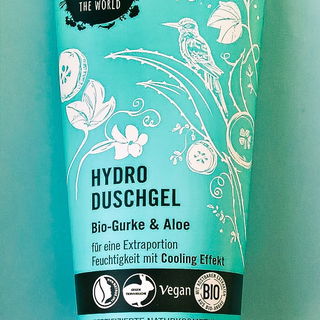 THE WORLD
HYDRO
DUSCHGEL
Bio-Gurke & Aloe
für eine Extraportion
Feuchtigkeit mit Cooling Effekt
Vegan
BIO